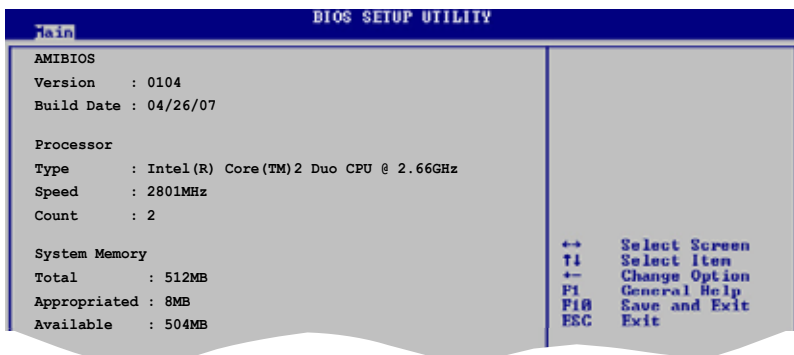 BIOS SETUP UTILITY
Main
AMIBIOS
Version : 0104
Build Date : 04/26/07
Processor
Type : Intel(R) Core(TM)2 Duo CPU @ 2.66GHz
Speed : 2801MHz
Count : 2
System Memory
Total : 512MB
Appropriated : 8MB
Available : 504MB
←→ Select Screen
↑↓ Select Item
+- Change Option
F1 General Help
F10 Save and Exit
ESC Exit